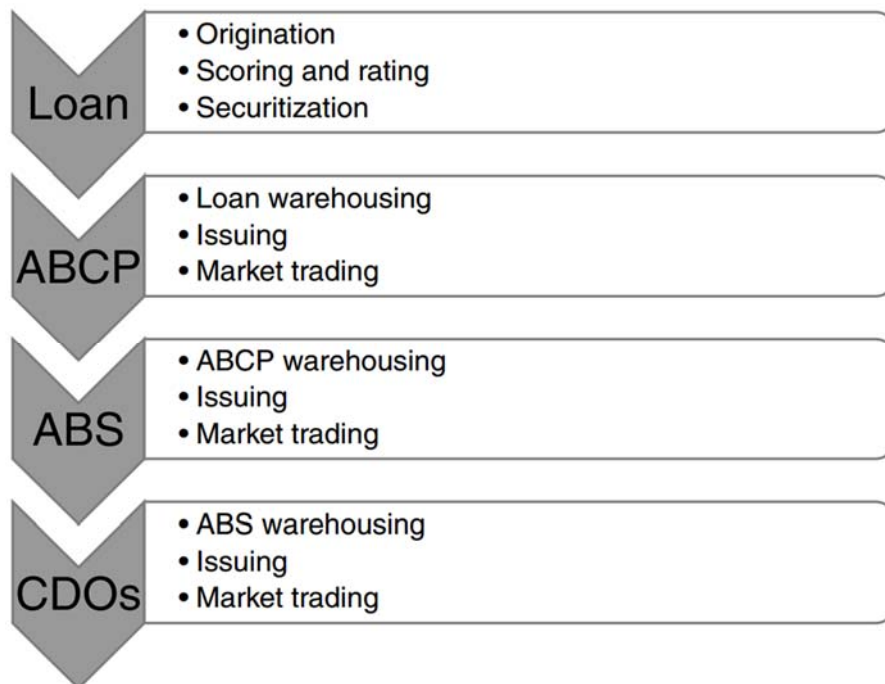 Loan
• Origination
• Scoring and rating
• Securitization
ABCP
• Loan warehousing
• Issuing
• Market trading
ABS
• ABCP warehousing
• Issuing
• Market trading
CDOs
• ABS warehousing
• Issuing
• Market trading